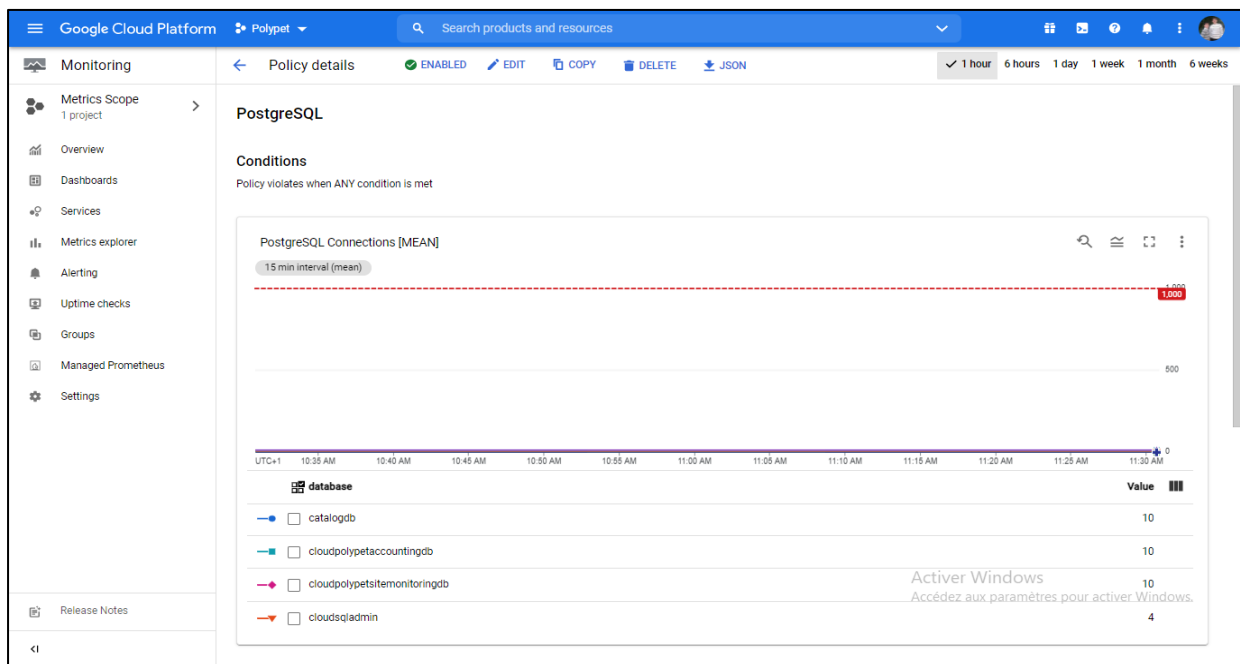 Google Cloud Platform Polypet Search products and resources
Monitoring
Policy details ENABLED EDIT COPY DELETE JSON 1 hour 6 hours 1 day 1 week 1 month 6 weeks
Metrics Scope
1 project
Overview
Dashboards
Services
Metrics explorer
Alerting
Uptime checks
Groups
Managed Prometheus
Settings
Release Notes
PostgreSQL
Conditions
Policy violates when ANY condition is met
PostgreSQL Connections [MEAN]
15 min interval (mean)
1,000
1,000
500
0
UTC+1 10:35 AM 10:40 AM 10:45 AM 10:50 AM 10:55 AM 11:00 AM 11:05 AM 11:10 AM 11:15 AM 11:20 AM 11:25 AM 11:30 AM
database Value
catalogdb 10
cloudpolypetaccountingdb 10
cloudpolypetsitemonitoringdb 10
cloudsqladmin 4
Activer Windows
Accédez aux paramètres pour activer Windows.